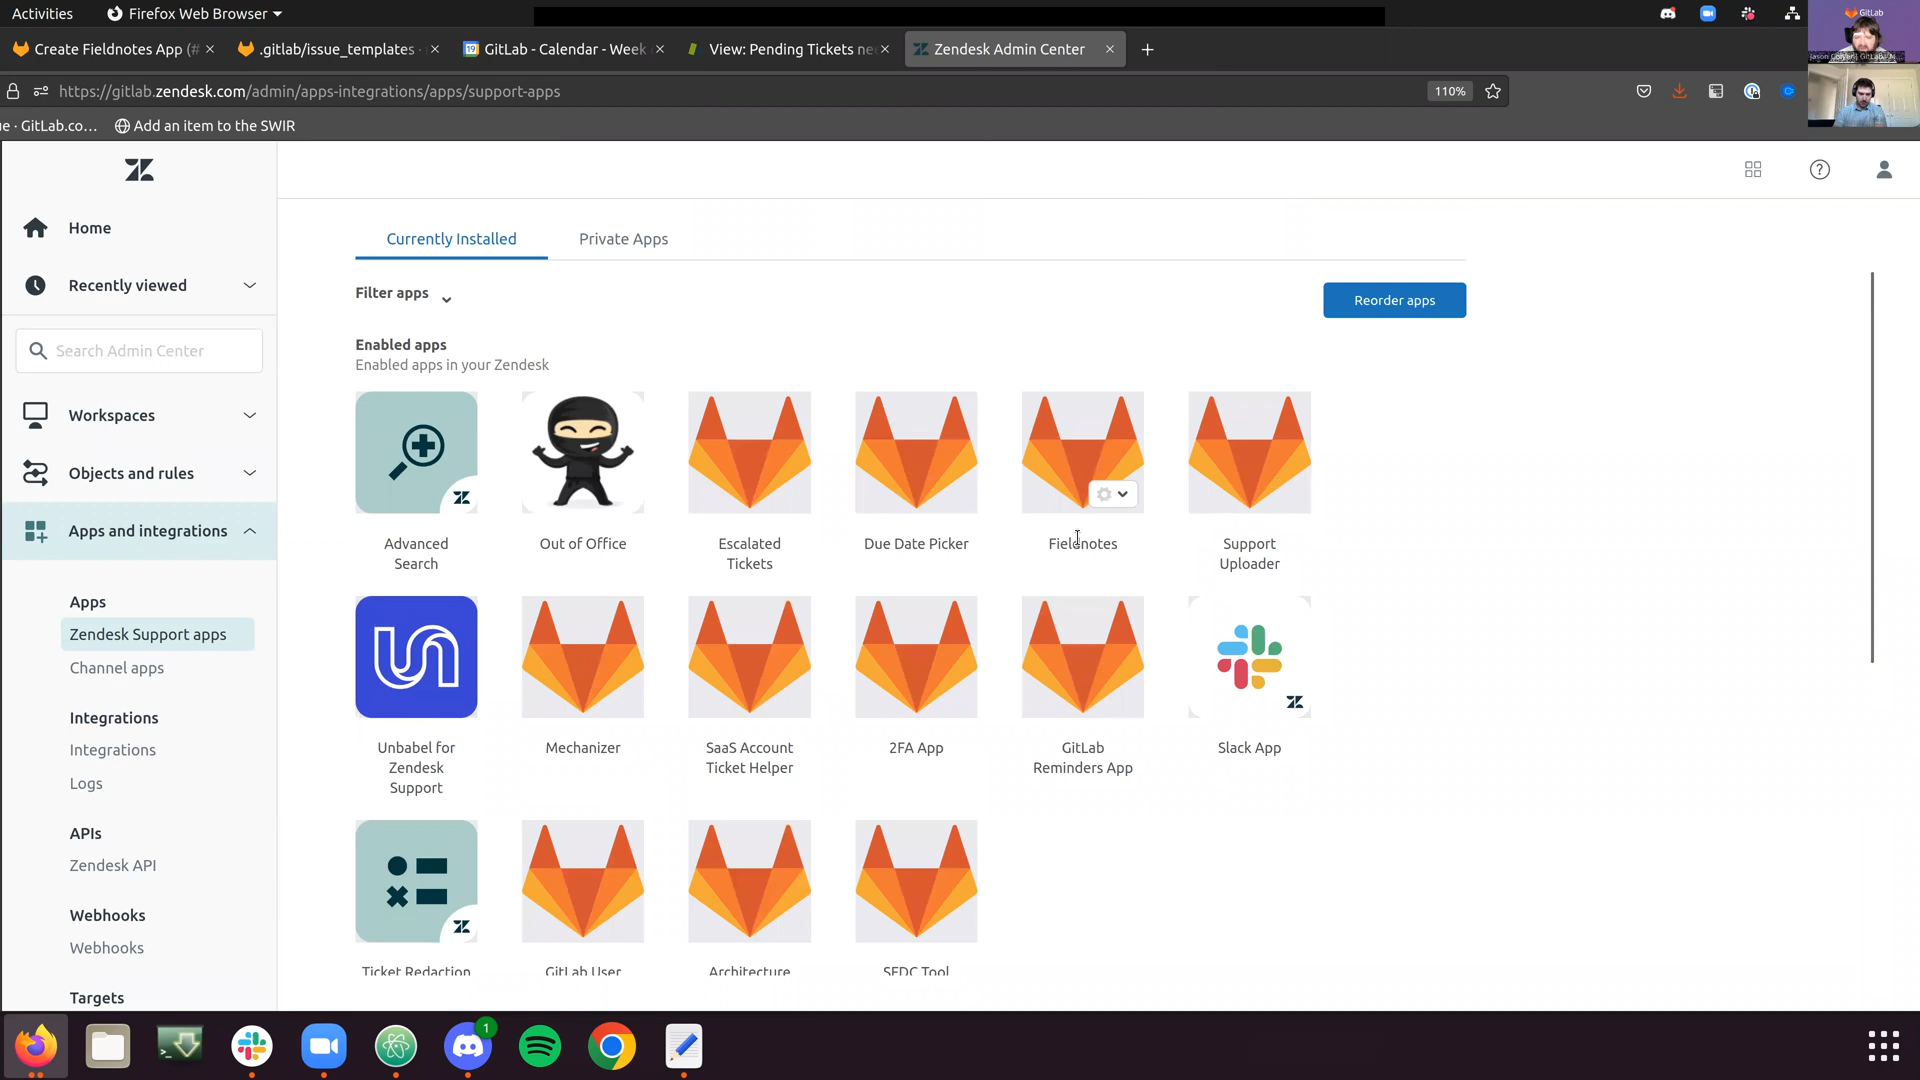 Activities
Firefox Web Browser
GitLab
Create Fieldnotes App (#
.gitlab/issue_templates ·
GitLab - Calendar - Week
View: Pending Tickets ne
Zendesk Admin Center
https://gitlab.zendesk.com/admin/apps-integrations/apps/support-apps
110%
e · GitLab.co…
Add an item to the SWIR
Home
Recently viewed
Search Admin Center
Workspaces
Objects and rules
Apps and integrations
Apps
Zendesk Support apps
Channel apps
Integrations
Integrations
Logs
APIs
Zendesk API
Webhooks
Webhooks
Targets
Currently Installed
Private Apps
Filter apps
Reorder apps
Enabled apps
Enabled apps in your Zendesk
Advanced
Search
Out of Office
Escalated
Tickets
Due Date Picker
Fieldnotes
Support
Uploader
Unbabel for
Zendesk
Support
Mechanizer
SaaS Account
Ticket Helper
2FA App
GitLab
Reminders App
Slack App
Ticket Redaction
GitLab User
Architecture
SFDC Tool
1